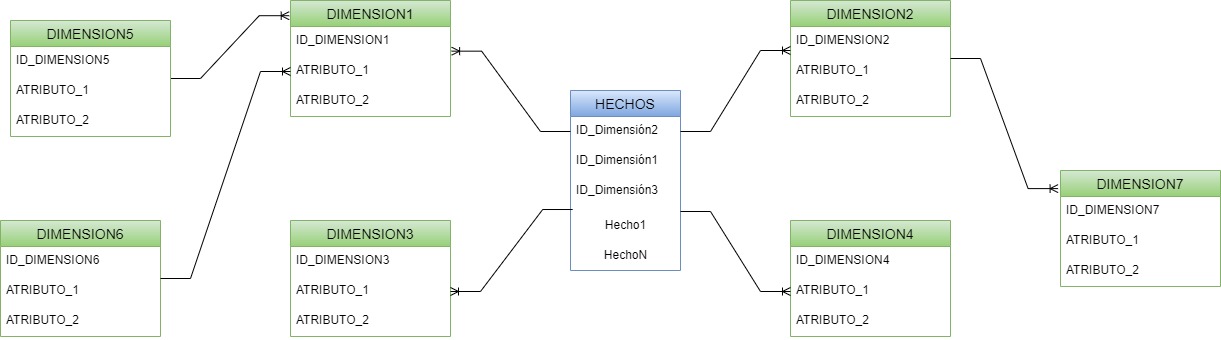 DIMENSION5
ID_DIMENSION5
ATRIBUTO_1
ATRIBUTO_2
DIMENSION1
ID_DIMENSION1
ATRIBUTO_1
ATRIBUTO_2
HECHOS
ID_Dimensión2
ID_Dimensión1
ID_Dimensión3
Hecho1
HechoN
DIMENSION2
ID_DIMENSION2
ATRIBUTO_1
ATRIBUTO_2
DIMENSION7
ID_DIMENSION7
ATRIBUTO_1
ATRIBUTO_2
DIMENSION6
ID_DIMENSION6
ATRIBUTO_1
ATRIBUTO_2
DIMENSION3
ID_DIMENSION3
ATRIBUTO_1
ATRIBUTO_2
DIMENSION4
ID_DIMENSION4
ATRIBUTO_1
ATRIBUTO_2